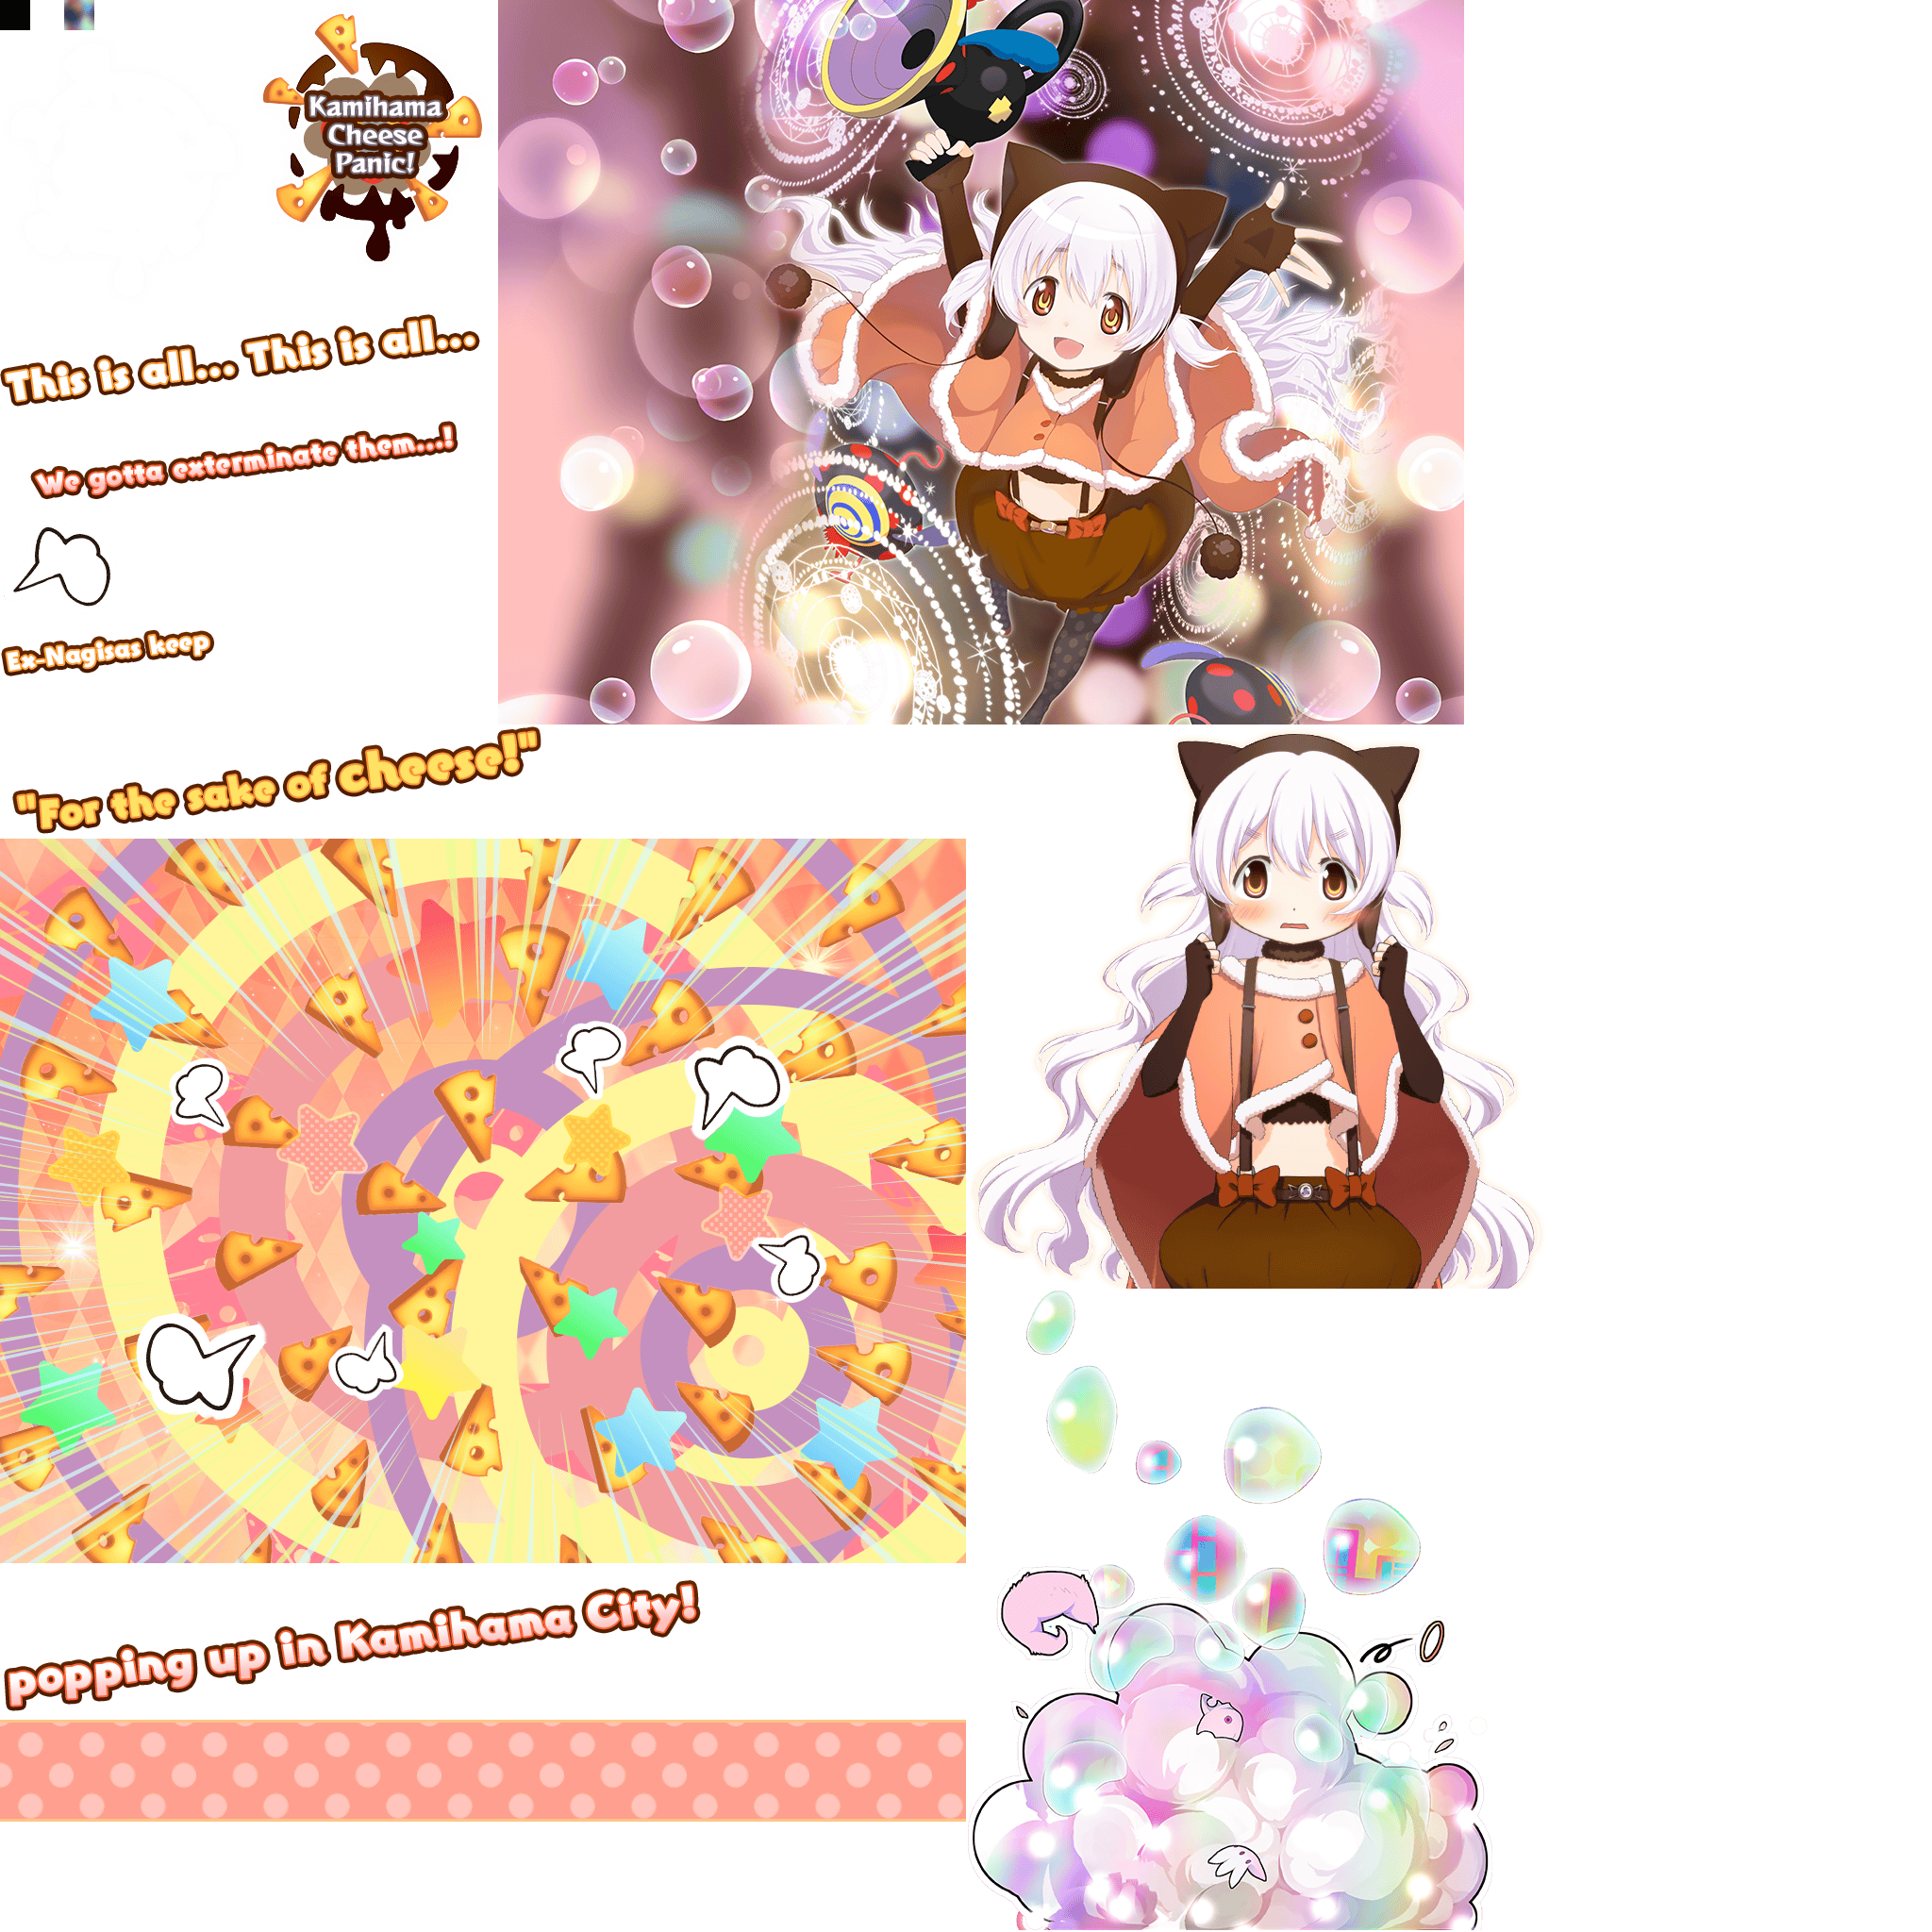 Kamihama
Cheese
Panic!
This is all... This is all...
We gotta exterminate them...!
Ex-Nagisas keep
"For the sake of cheese!"
popping up in Kamihama City!